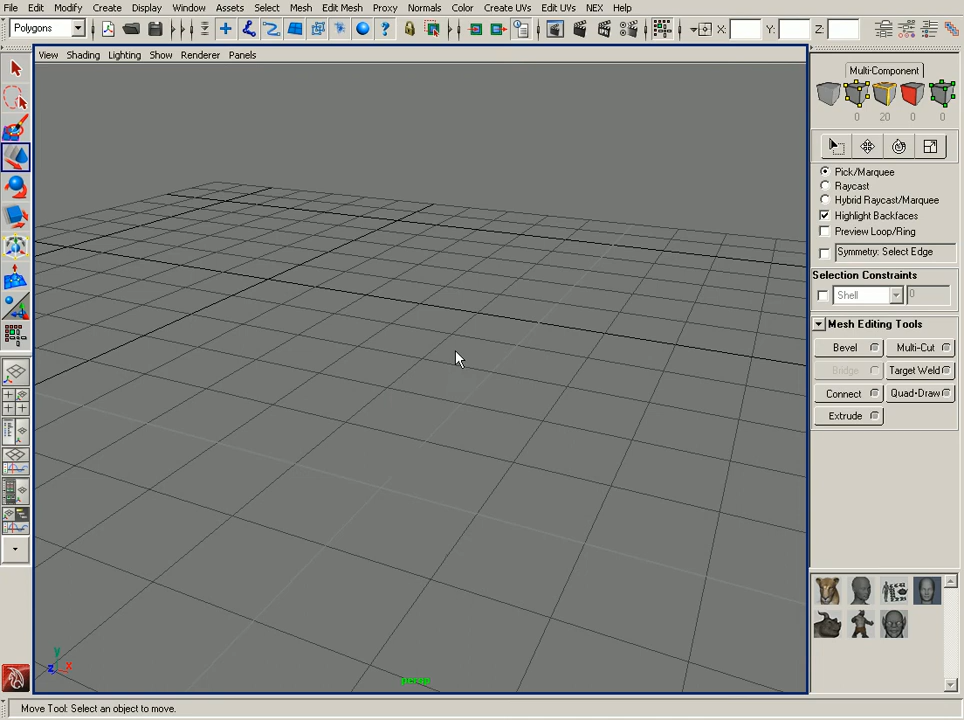 File Edit Modify Create Display Window Assets Select Mesh Edit Mesh Proxy Normals Color Create UVs Edit UVs NEX Help
Polygons X: Y: Z:
View Shading Lighting Show Renderer Panels
Multi-Component
0 20 0 0
Pick/Marquee
Raycast
Hybrid Raycast/Marquee
Highlight Backfaces
Preview Loop/Ring
Symmetry: Select Edge
Selection Constraints
Shell 0
Mesh Editing Tools
Bevel Multi-Cut
Bridge Target Weld
Connect Quad-Draw
Extrude
y
z x
persp
Move Tool: Select an object to move.